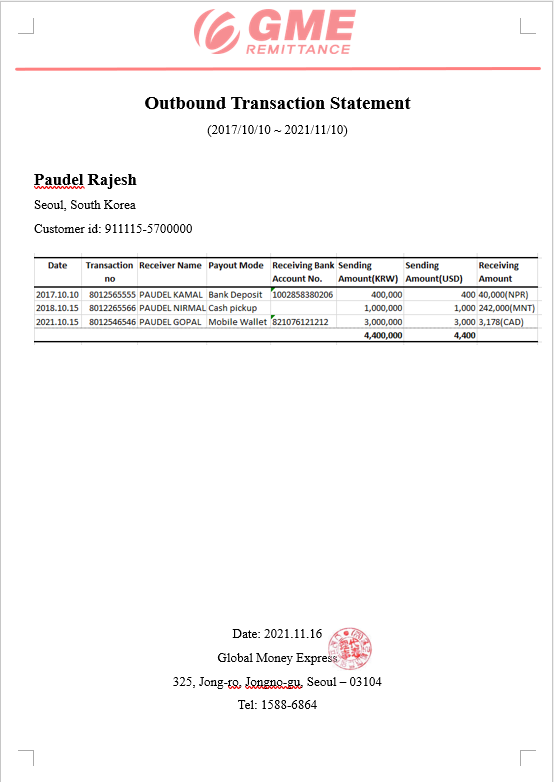 GME
REMITTANCE
Outbound Transaction Statement
(2017/10/10 ~ 2021/11/10)
Paudel Rajesh
Seoul, South Korea
Customer id: 911115-5700000
Date Transaction no Receiver Name Payout Mode Receiving Bank Account No. Sending Amount(KRW) Sending Amount(USD) Receiving Amount
2017.10.10 8012565555 PAUDEL KAMAL Bank Deposit 1002858380206 400,000 400 40,000(NPR)
2018.10.15 8012265566 PAUDEL NIRMAL Cash pickup 1,000,000 1,000 242,000(MNT)
2021.10.15 8012546546 PAUDEL GOPAL Mobile Wallet 821076121212 3,000,000 3,000 3,178(CAD)
4,400,000 4,400
Date: 2021.11.16
Global Money Express
325, Jong-ro, Jongno-gu, Seoul – 03104
Tel: 1588-6864